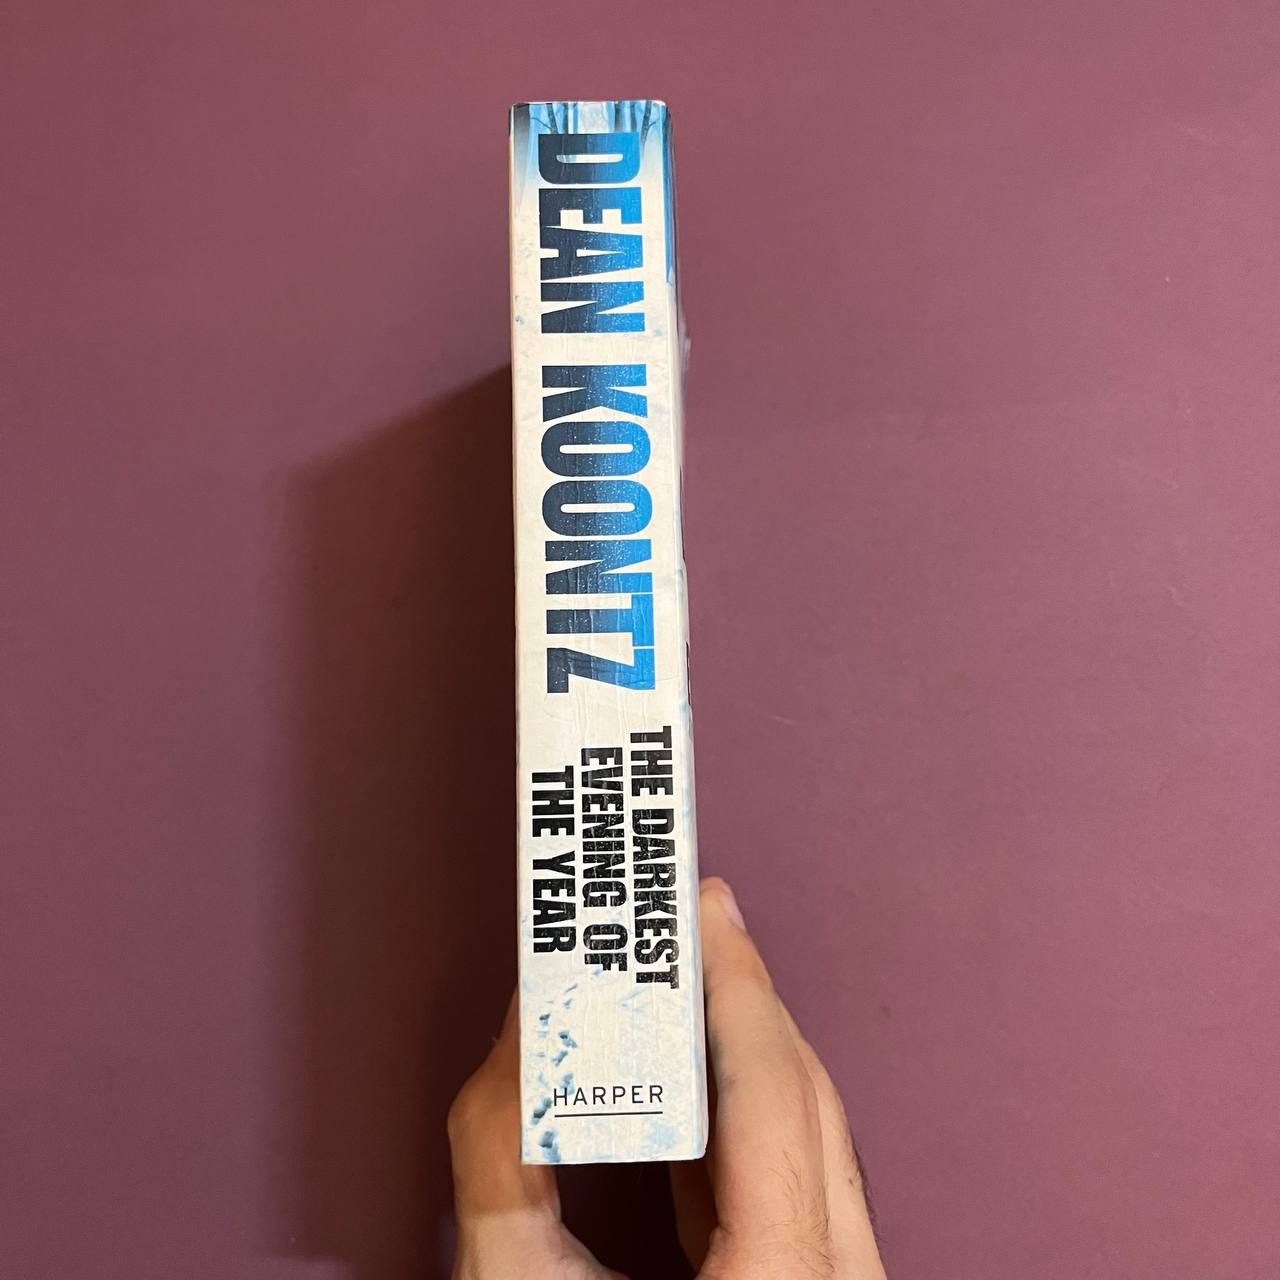 DEAN KOONTZ
THE DARKEST
EVENING OF
THE YEAR
HARPER